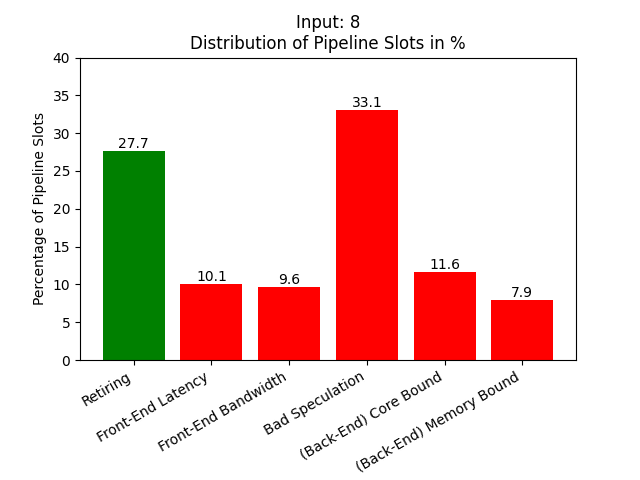 Input: 8
Distribution of Pipeline Slots in %
Percentage of Pipeline Slots
40
35
30
25
20
15
10
5
0
27.7
10.1
9.6
33.1
11.6
7.9
Retiring
Front-End Latency
Front-End Bandwidth
Bad Speculation
(Back-End) Core Bound
(Back-End) Memory Bound